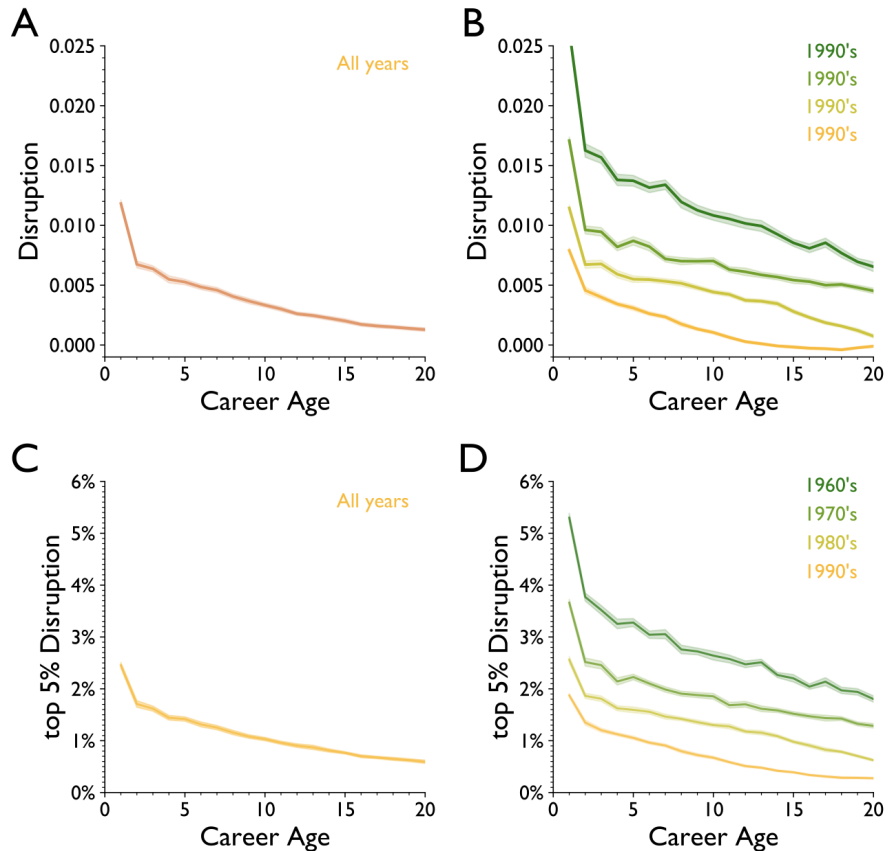 A
Disruption
0.025
0.020
0.015
0.010
0.005
0.000
All years
0 5 10 15 20
Career Age
B
Disruption
0.025
0.020
0.015
0.010
0.005
0.000
1990's
1990's
1990's
1990's
0 5 10 15 20
Career Age
C
top 5% Disruption
6%
5%
4%
3%
2%
1%
0%
All years
0 5 10 15 20
Career Age
D
top 5% Disruption
6%
5%
4%
3%
2%
1%
0%
1960's
1970's
1980's
1990's
0 5 10 15 20
Career Age